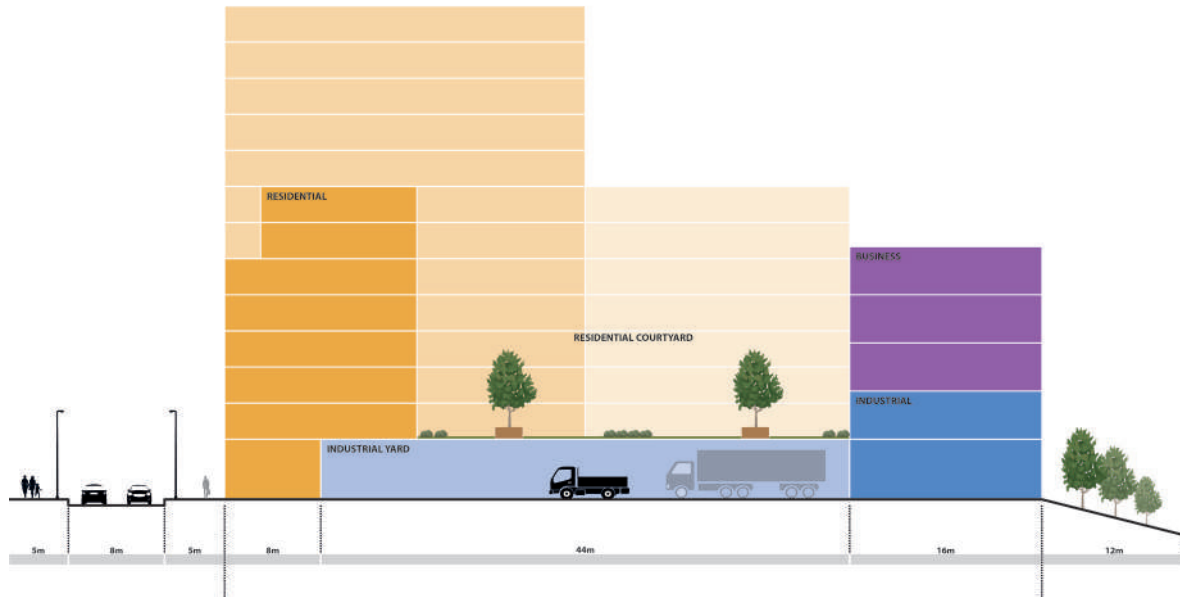 RESIDENTIAL
BUSINESS
RESIDENTIAL COURTYARD
INDUSTRIAL
INDUSTRIAL YARD
5m
8m
5m
8m
44m
16m
12m